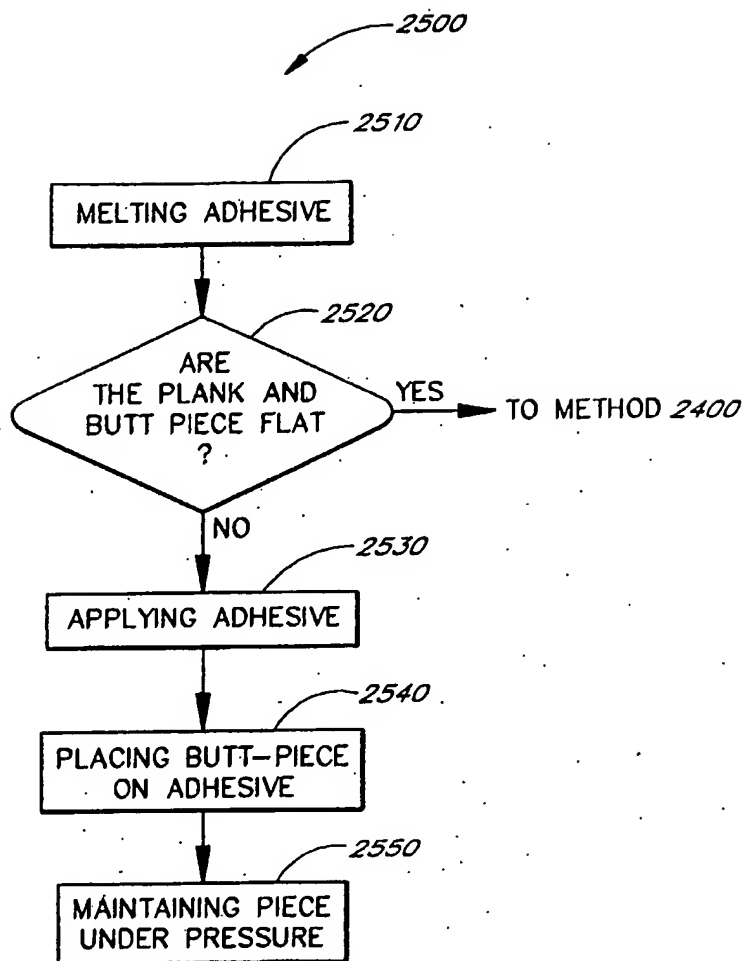 2500
2510
MELTING ADHESIVE
2520
ARE
THE PLANK AND
BUTT PIECE FLAT
?
YES
TO METHOD 2400
NO
2530
APPLYING ADHESIVE
2540
PLACING BUTT-PIECE
ON ADHESIVE
2550
MAINTAINING PIECE
UNDER PRESSURE